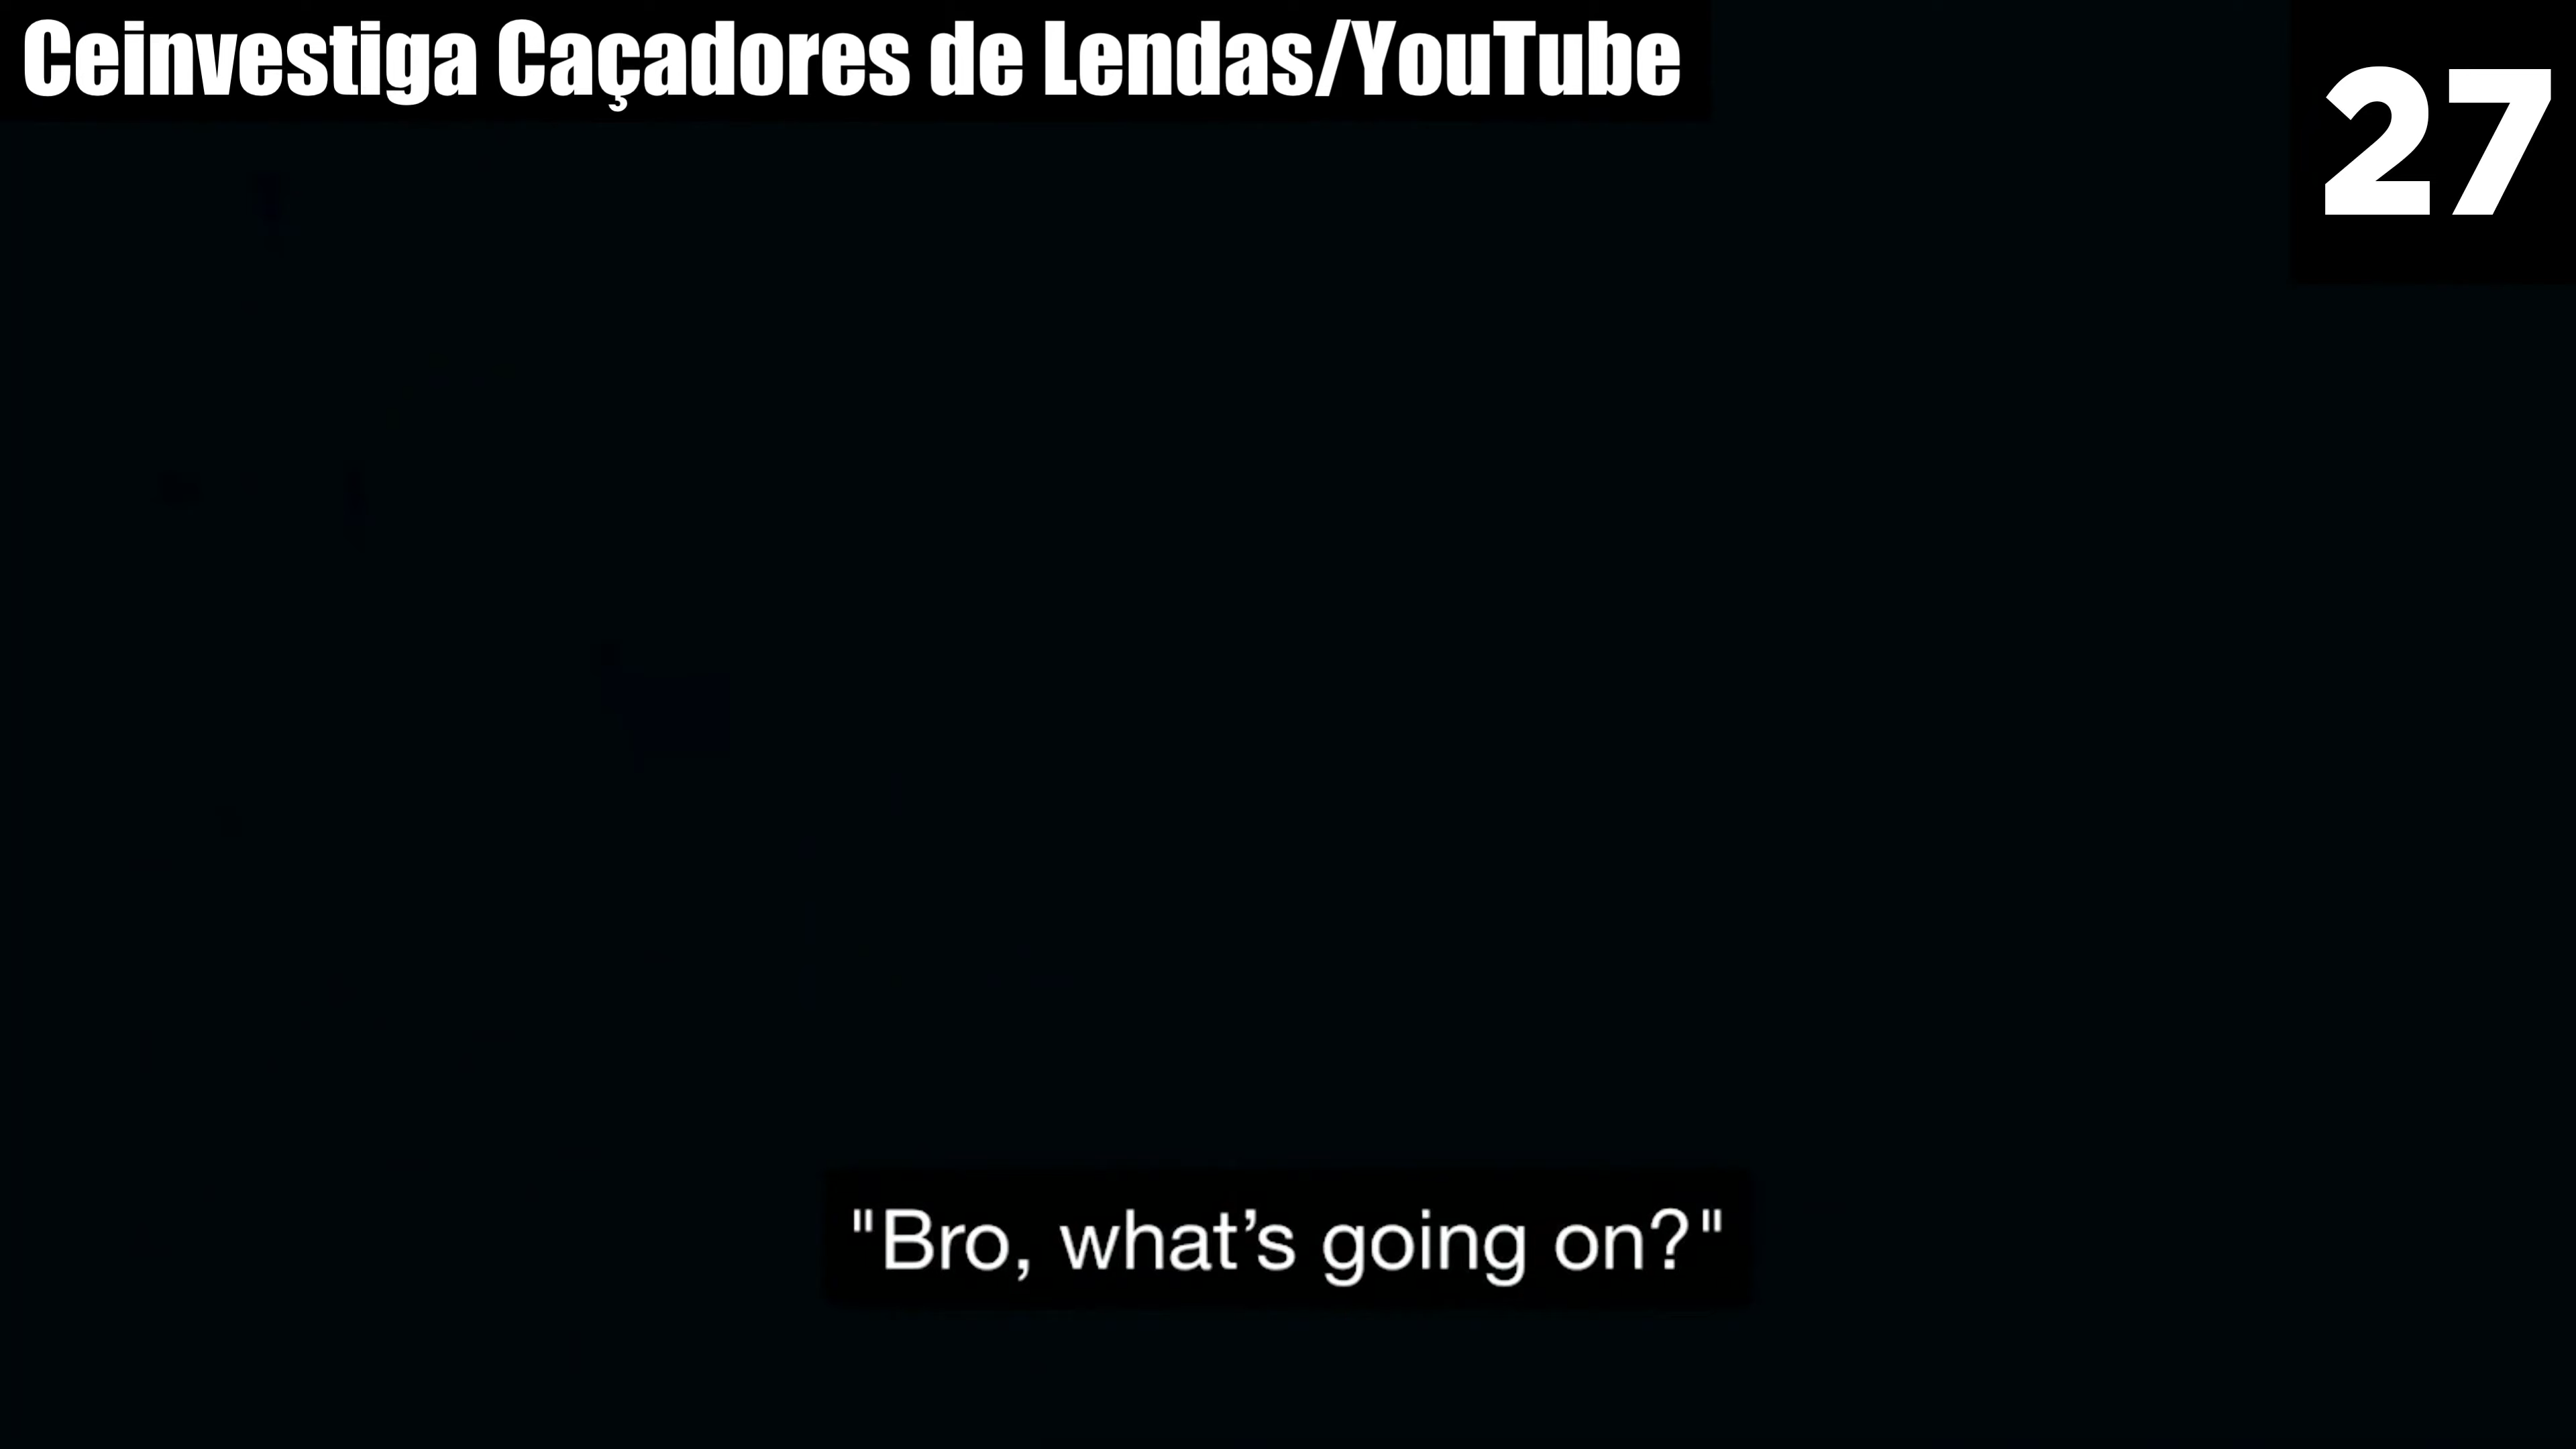 Ceinvestiga Caçadores de Lendas/YouTube
27
"Bro, what’s going on?"